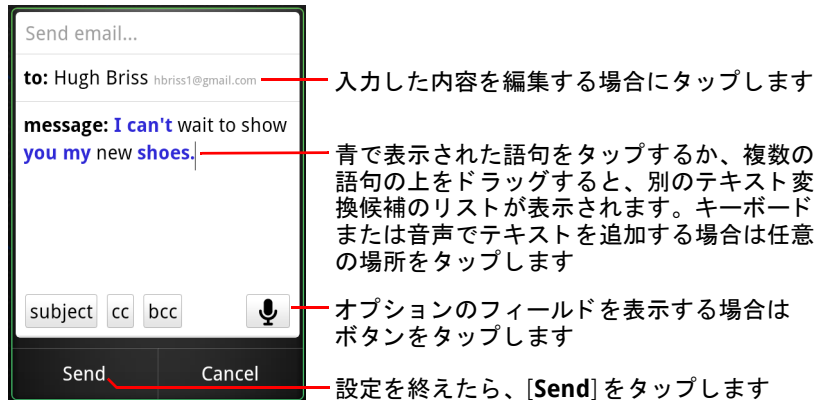 Send email...
to: Hugh Briss hbriss1@gmail.com
入力した内容を編集する場合にタップします
message: I can't wait to show
you my new shoes.
青で表示された語句をタップするか、複数の
語句の上をドラッグすると、別のテキスト変
換候補のリストが表示されます。キーボード
または音声でテキストを追加する場合は任意
の場所をタップします
subject cc bcc
オプションのフィールドを表示する場合は
ボタンをタップします
Send Cancel
設定を終えたら、[Send]をタップします